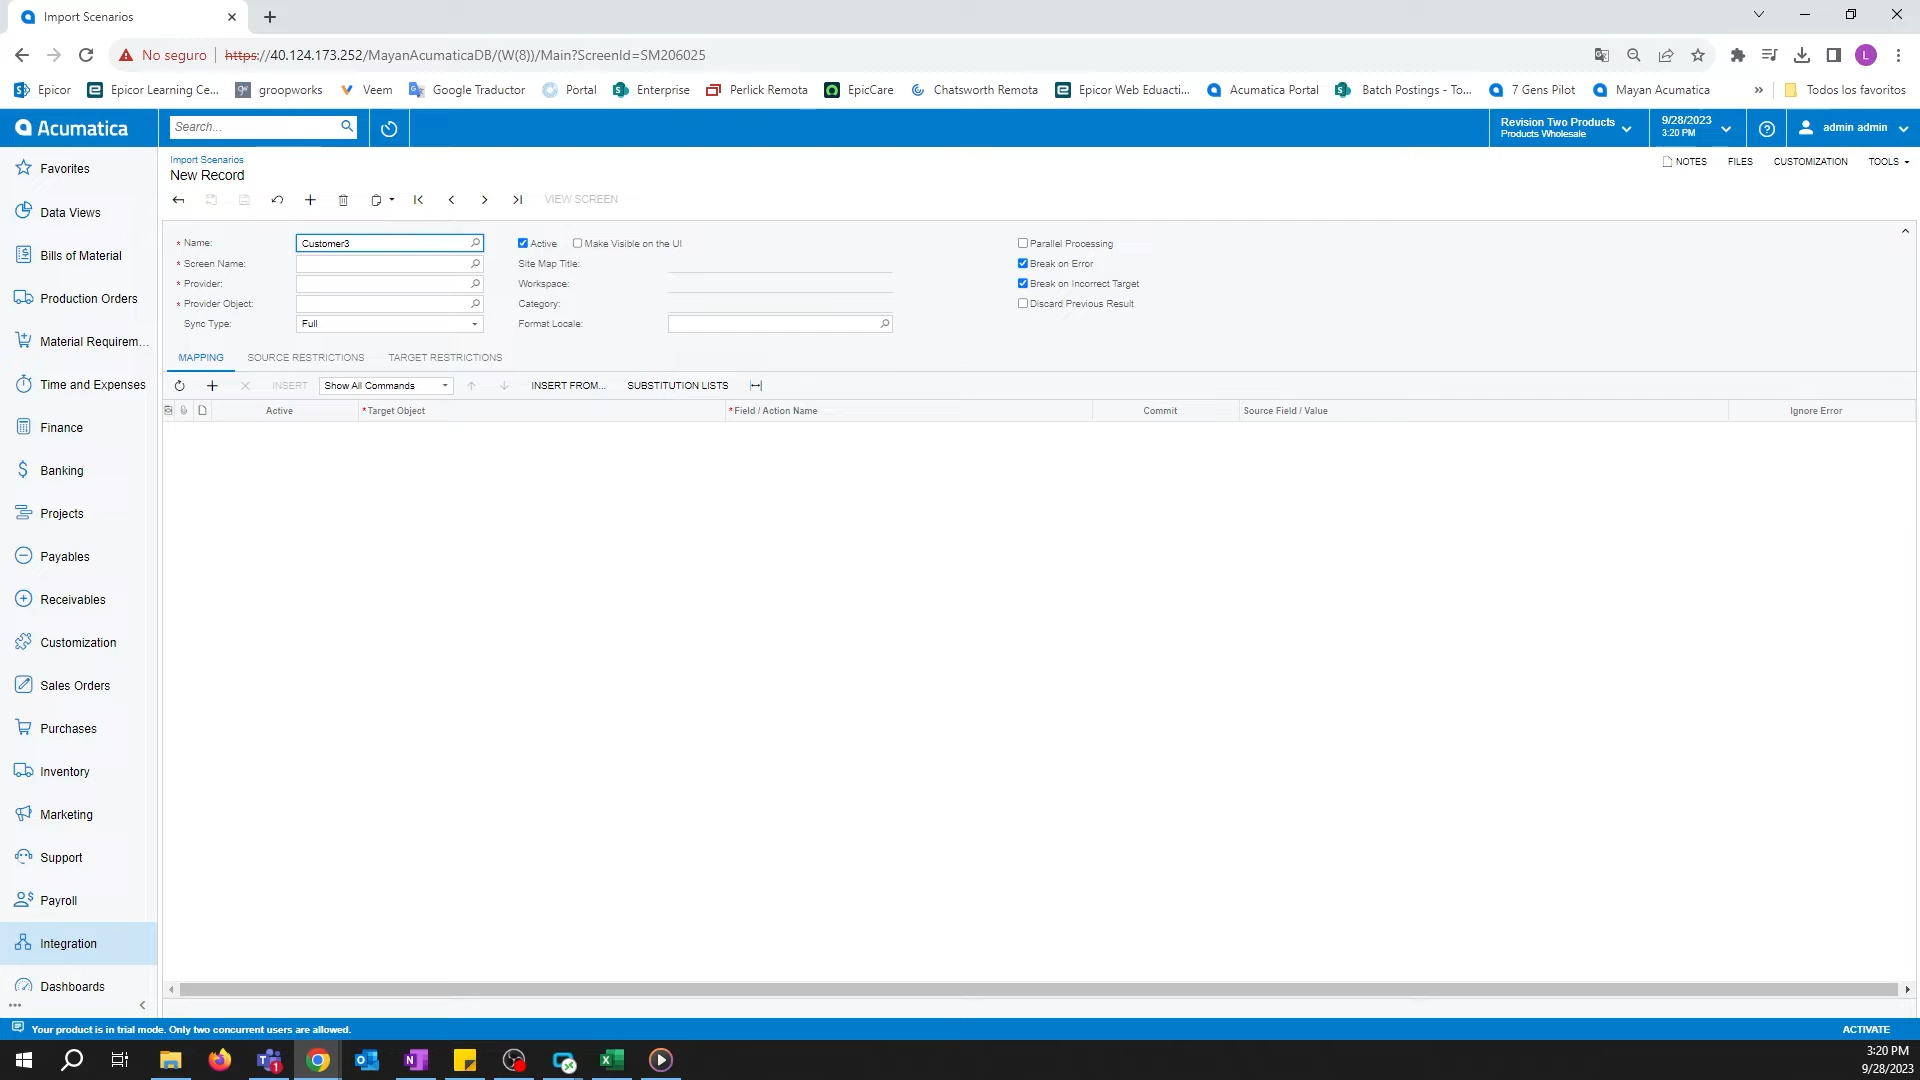 Import Scenarios
No seguro
https://40.124.173.252/MayanAcumaticaDB/(W(8))/Main?ScreenId=SM206025
Epicor
Epicor Learning Ce...
groopworks
Veem
Google Traductor
Portal
Enterprise
Perlick Remota
EpicCare
Chatsworth Remota
Epicor Web Eduacti...
Acumatica Portal
Batch Postings - To...
7 Gens Pilot
Mayan Acumatica
»
Todos los favoritos
Acumatica
Search...
Revision Two Products
Products Wholesale
9/28/2023
3:20 PM
admin admin
Import Scenarios
New Record
NOTES
FILES
CUSTOMIZATION
TOOLS
VIEW SCREEN
* Name:
Customer3
* Screen Name:
* Provider:
* Provider Object:
Sync Type:
Full
Active
Make Visible on the UI
Site Map Title:
Workspace:
Category:
Format Locale:
Parallel Processing
Break on Error
Break on Incorrect Target
Discard Previous Result
MAPPING
SOURCE RESTRICTIONS
TARGET RESTRICTIONS
INSERT
Show All Commands
INSERT FROM...
SUBSTITUTION LISTS
Active
*Target Object
*Field / Action Name
Commit
Source Field / Value
Ignore Error
Favorites
Data Views
Bills of Material
Production Orders
Material Requirem...
Time and Expenses
Finance
Banking
Projects
Payables
Receivables
Customization
Sales Orders
Purchases
Inventory
Marketing
Support
Payroll
Integration
Dashboards
Your product is in trial mode. Only two concurrent users are allowed.
ACTIVATE
3:20 PM
9/28/2023